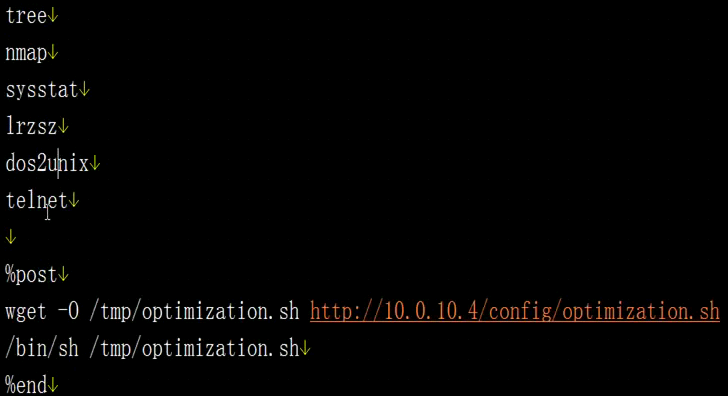 tree↓
nmap↓
sysstat↓
lrzsz↓
dos2unix↓
telnet↓
↓
%post↓
wget -O /tmp/optimization.sh http://10.0.10.4/config/optimization.sh
/bin/sh /tmp/optimization.sh↓
%end↓